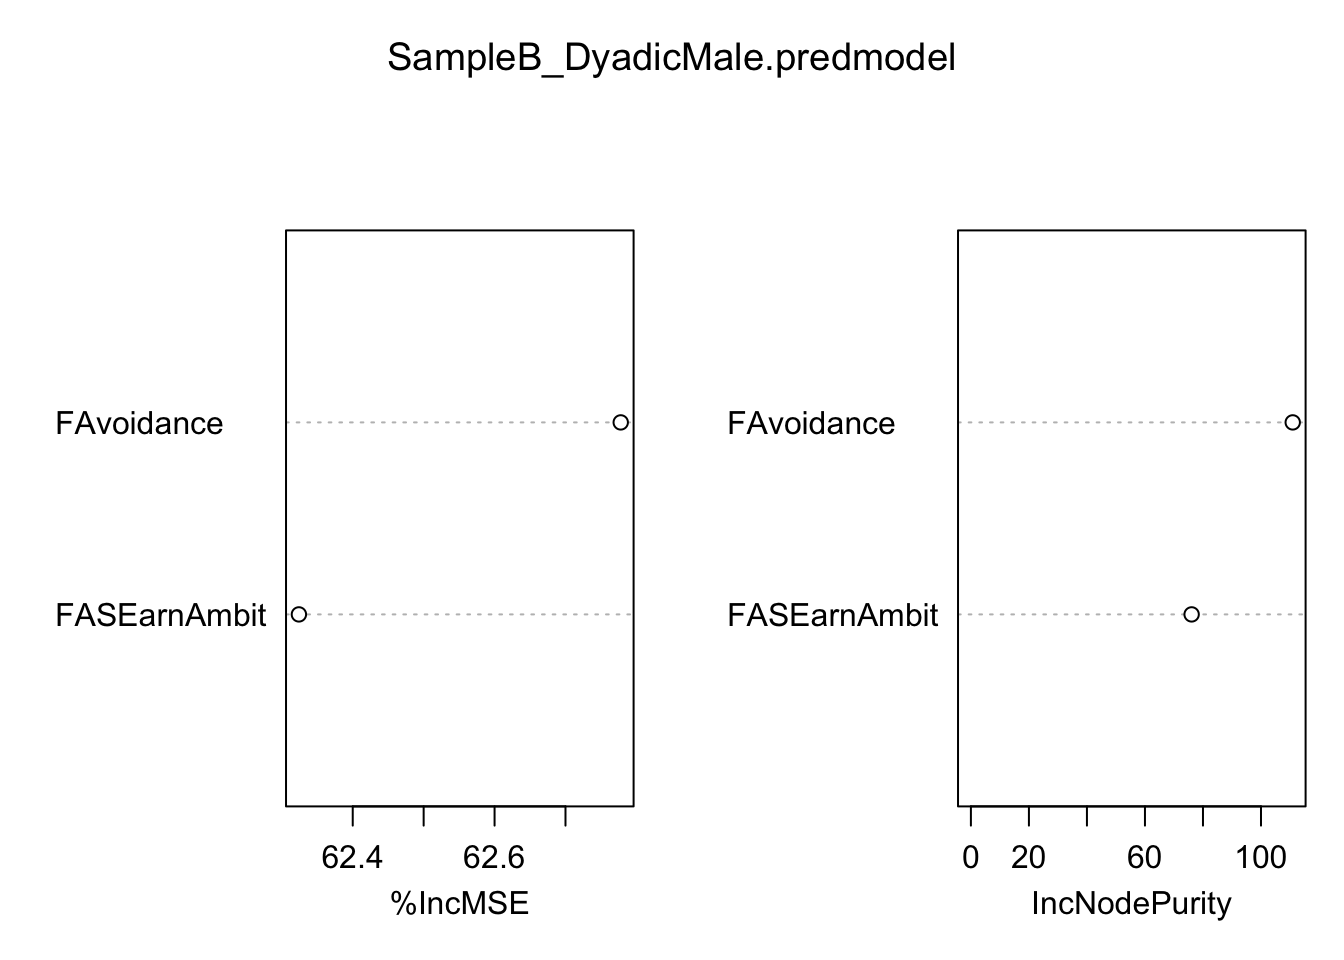 SampleB_DyadicMale.predmodel
FAvoidance
FASEarnAmbit
62.4 62.6
%IncMSE
FAvoidance
FASEarnAmbit
0 20 60 100
IncNodePurity